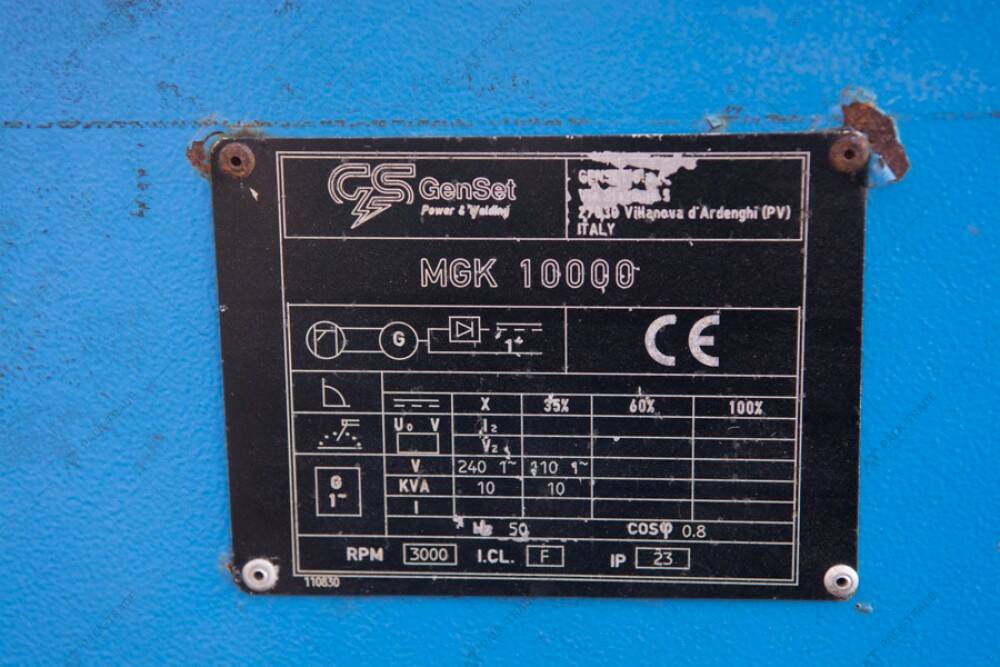 GS GenSet
Power & Welding
27030 Villanova d'Ardenghi (PV)
ITALY
MGK 10000
G
1~
CE
X 35% 60% 100%
U₀ V I₂
V₂
V 240 1~ 110 1~
G
1~
KVA 10 10
I
Hz 50 COSφ 0.8
RPM 3000 I.CL. F IP 23
110830